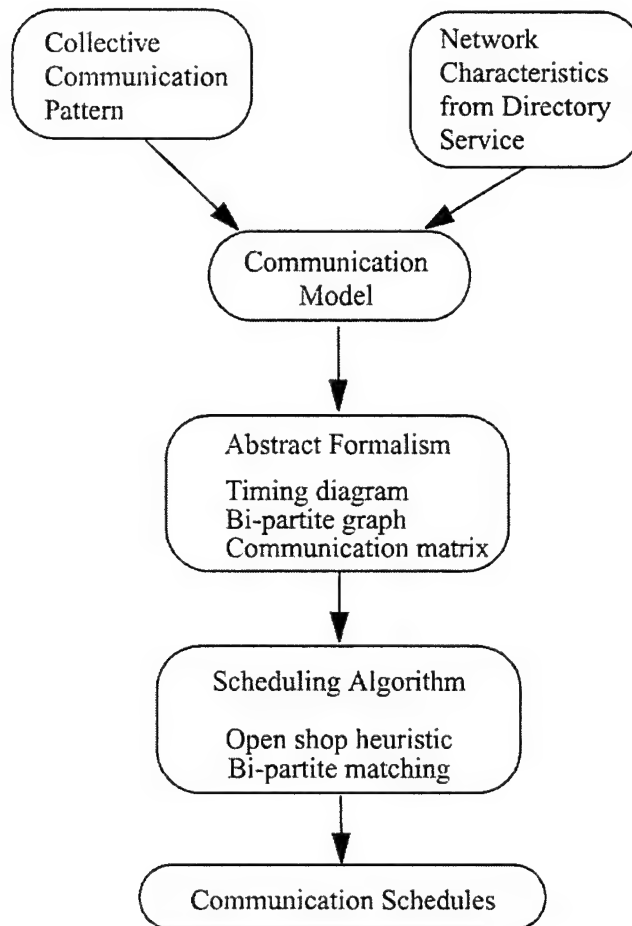 Collective
Communication
Pattern
Network
Characteristics
from Directory
Service
Communication
Model
Abstract Formalism
Timing diagram
Bi-partite graph
Communication matrix
Scheduling Algorithm
Open shop heuristic
Bi-partite matching
Communication Schedules